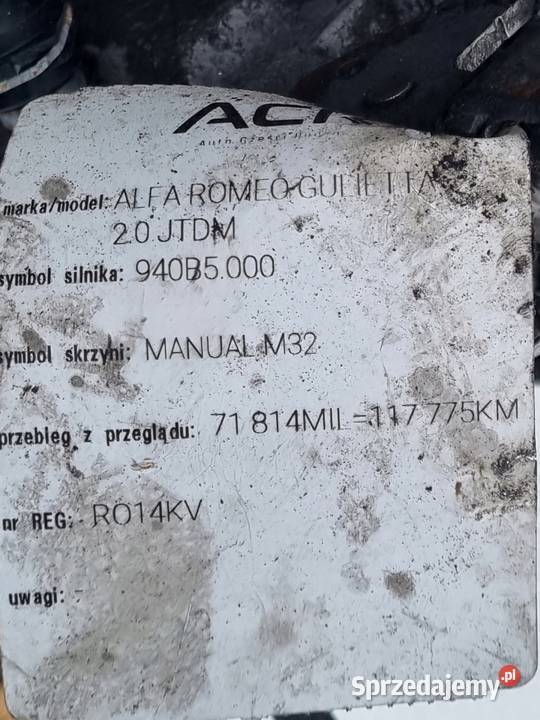 ACR
marka/model: ALFA ROMEO GULIETTA
2.0 JTDM
symbol silnika: 940B5.000
symbol skrzyni: MANUAL M32
przebieg z przeglądu: 71 814MIL=117 775KM
nr REG: RO14KV
uwagi: -
Sprzedajemy.pl